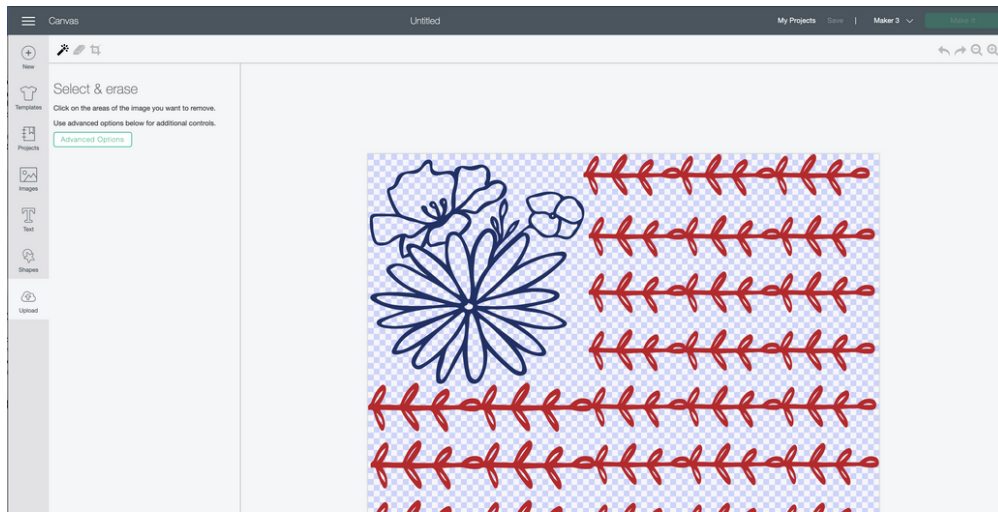 Canvas
Untitled
My Projects Save | Maker 3
Make It
New
Templates
Projects
Images
Text
Shapes
Upload
Select & erase
Click on the areas of the image you want to remove.
Use advanced options below for additional controls.
Advanced Options